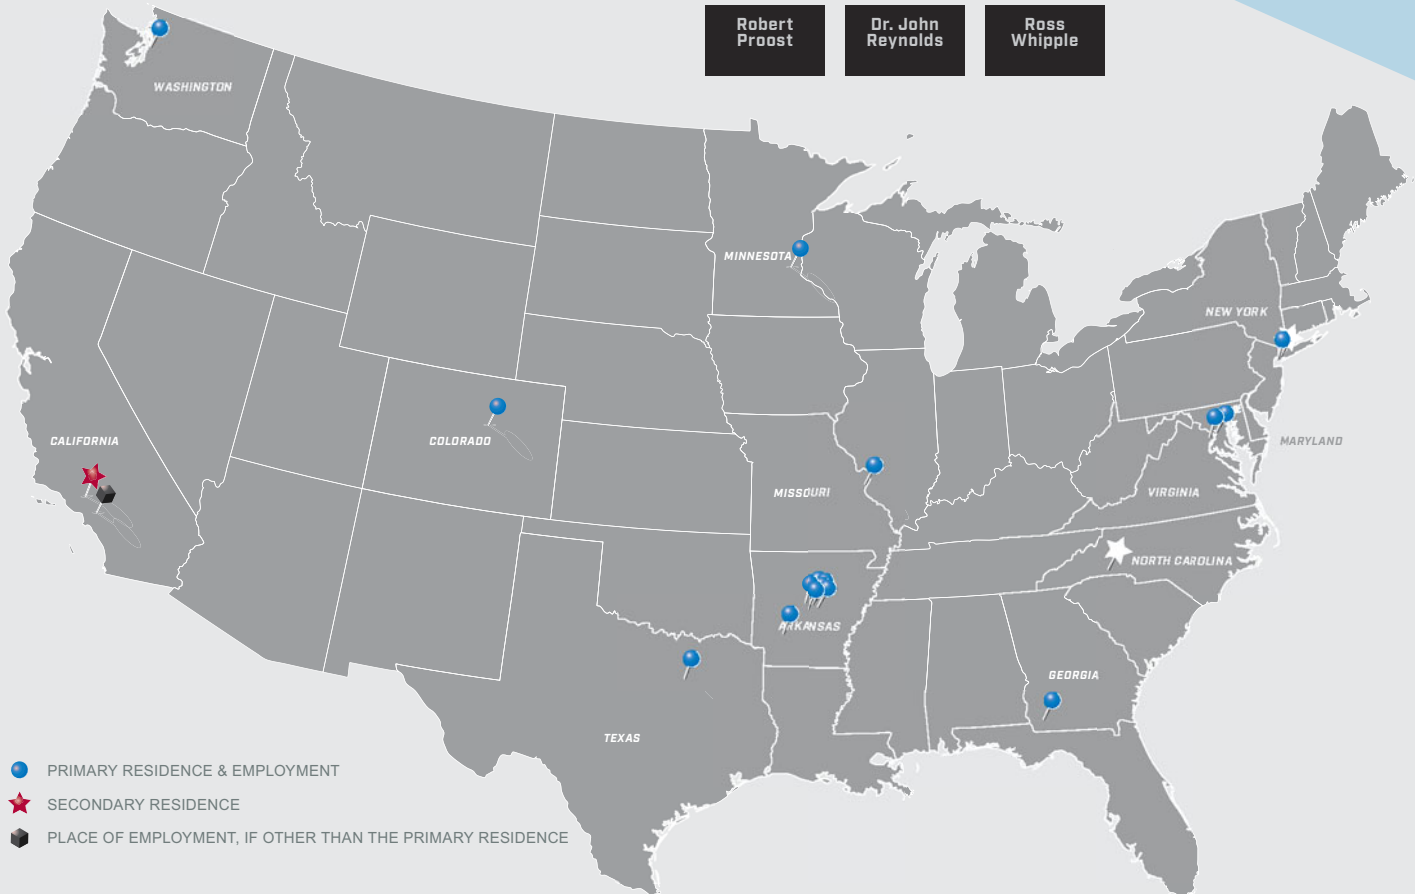 Robert
Proost
Dr. John
Reynolds
Ross
Whipple
WASHINGTON
MINNESOTA
NEW YORK
CALIFORNIA
COLORADO
MARYLAND
MISSOURI
VIRGINIA
NORTH CAROLINA
ARKANSAS
GEORGIA
TEXAS
PRIMARY RESIDENCE & EMPLOYMENT
SECONDARY RESIDENCE
PLACE OF EMPLOYMENT, IF OTHER THAN THE PRIMARY RESIDENCE